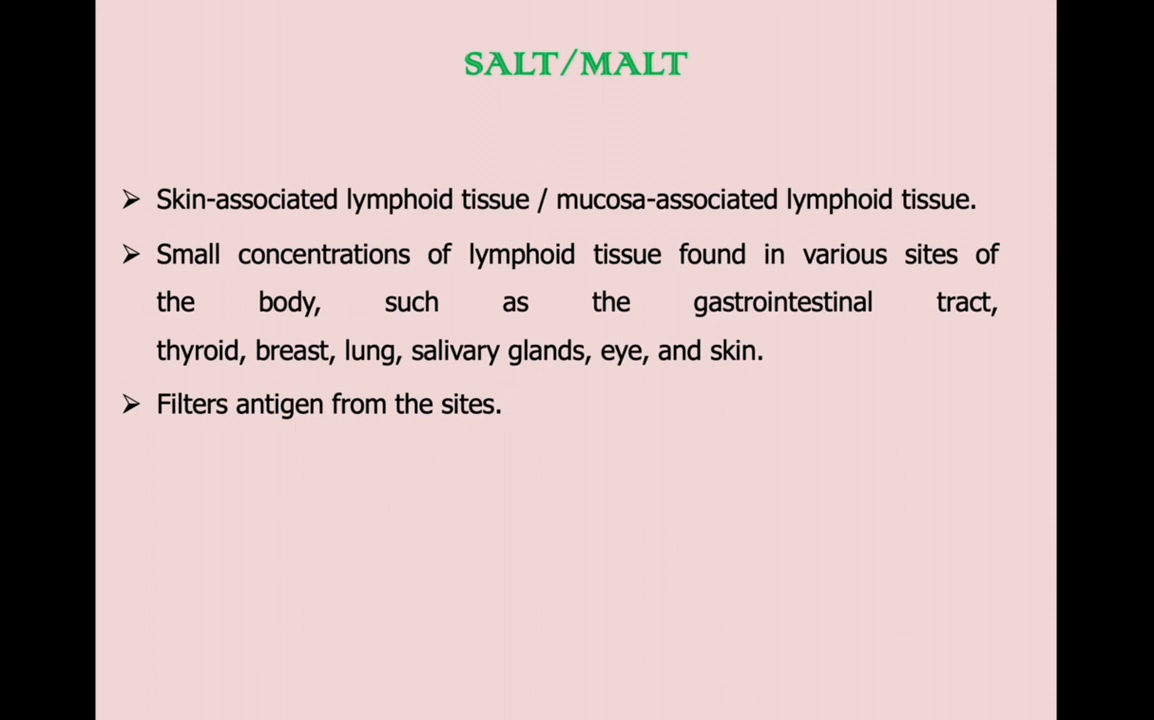 SALT/MALT
➢ Skin-associated lymphoid tissue / mucosa-associated lymphoid tissue.
➢ Small concentrations of lymphoid tissue found in various sites of
the body, such as the gastrointestinal tract,
thyroid, breast, lung, salivary glands, eye, and skin.
➢ Filters antigen from the sites.